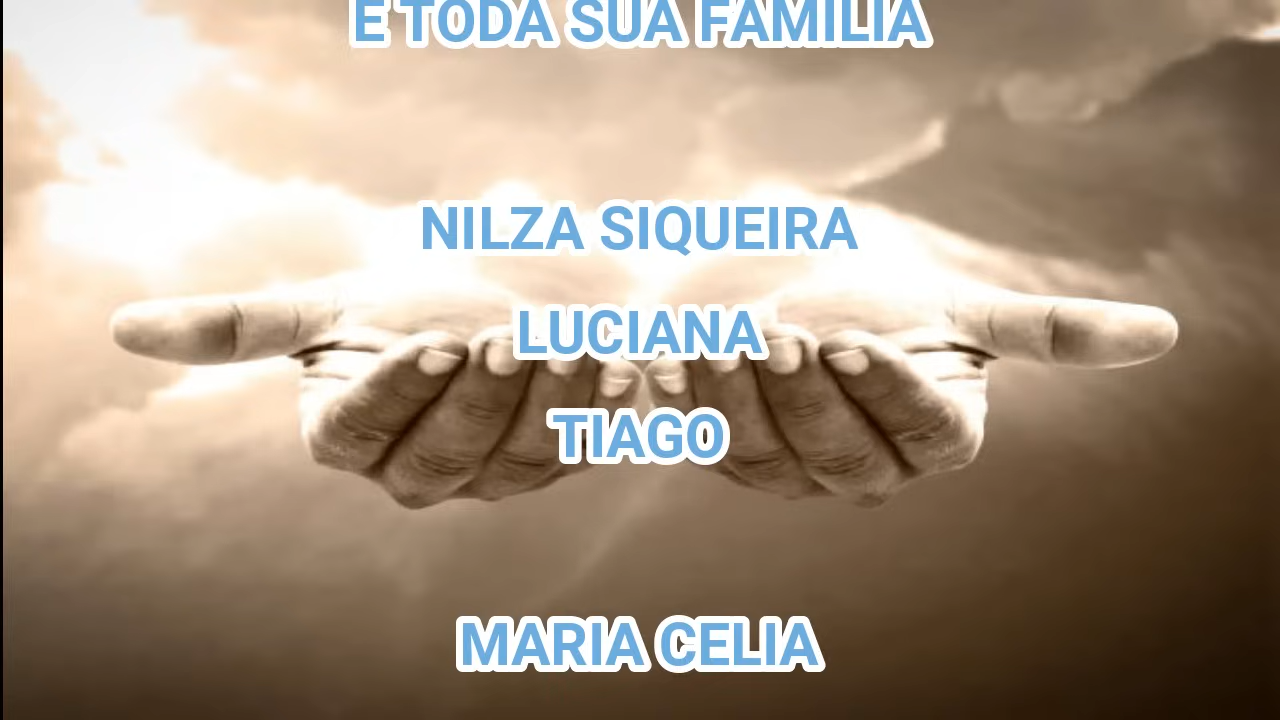 E TODA SUA FAMILIA
NILZA SIQUEIRA
LUCIANA
TIAGO
MARIA CELIA